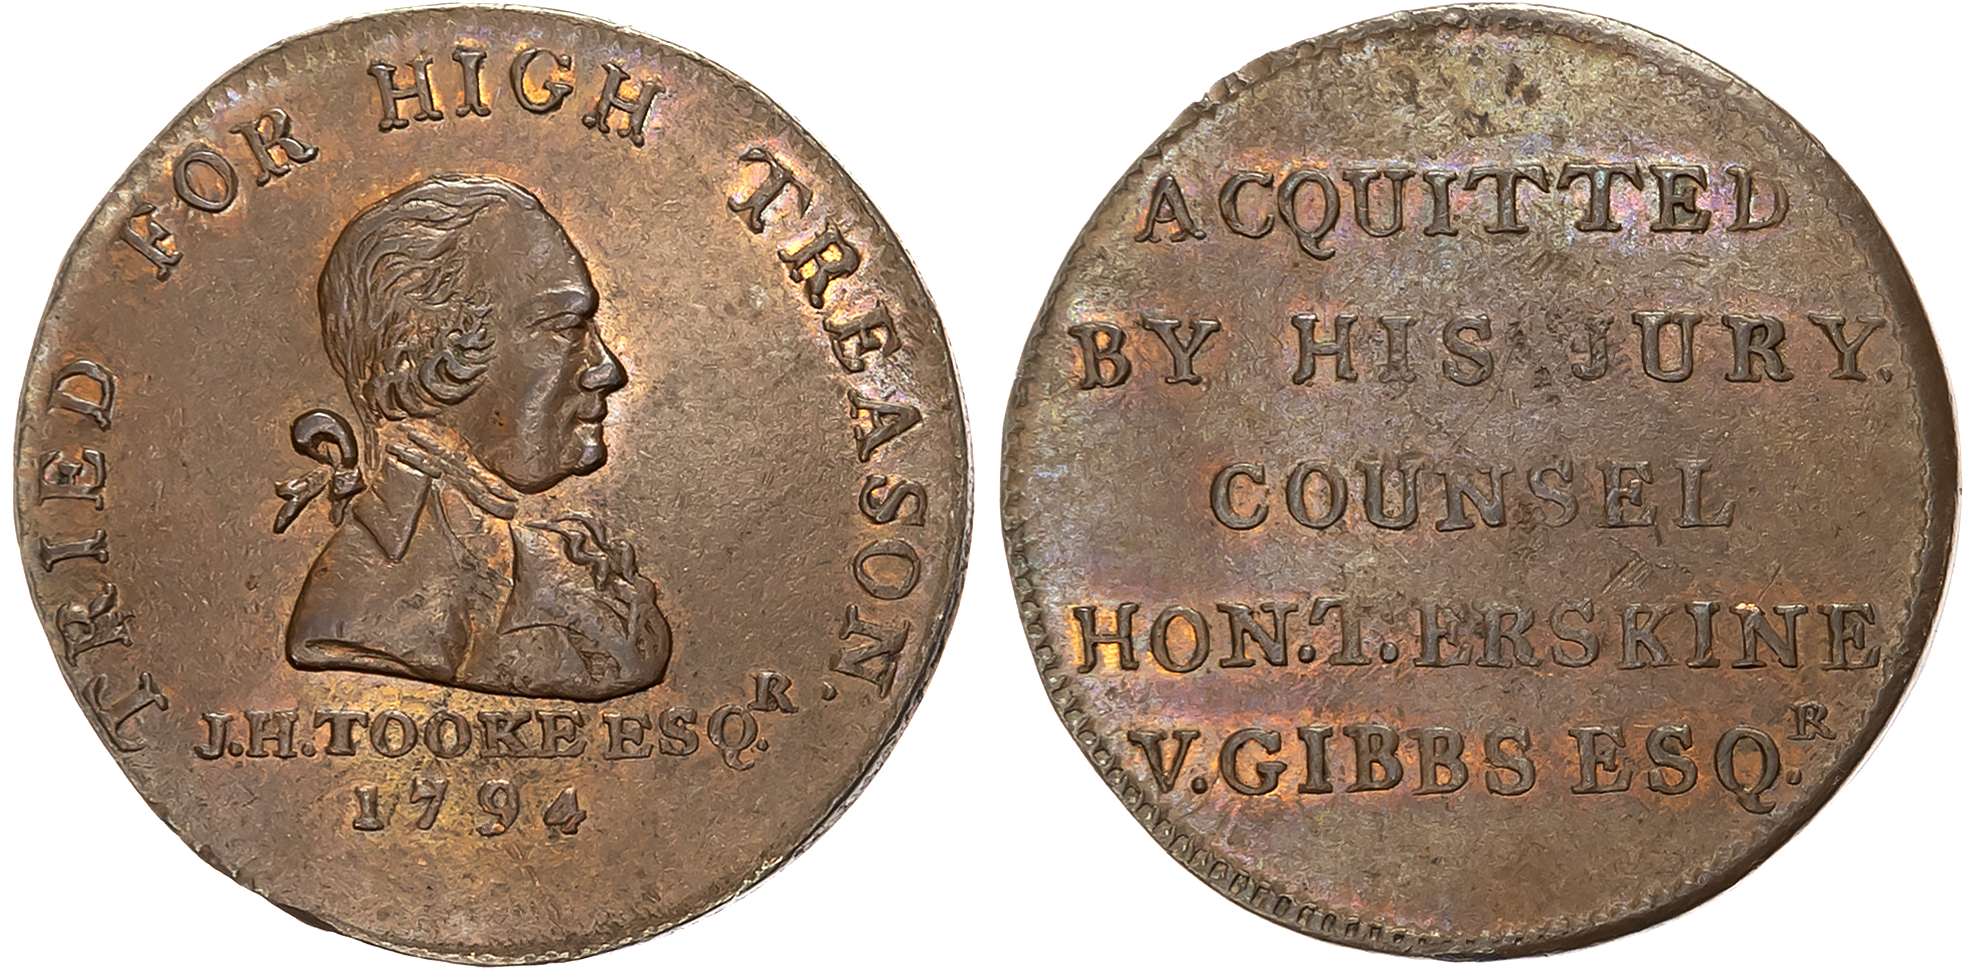 TRIED FOR HIGH TREASON.
J.H.TOOKE ESQ.R
1794
ACQUITTED
BY HIS JURY.
COUNSEL
HON.T.ERSKINE
V.GIBBS ESQ.R